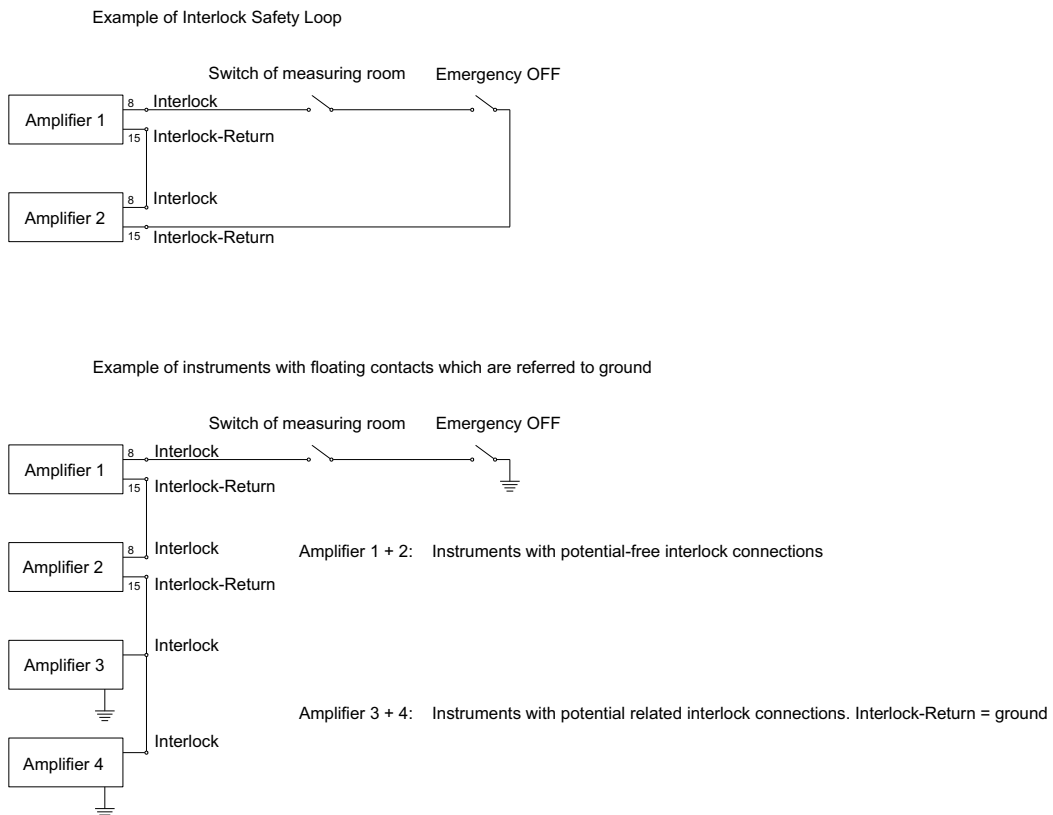 Example of Interlock Safety Loop
Switch of measuring room Emergency OFF
8 Interlock
Amplifier 1
15 Interlock-Return
8 Interlock
Amplifier 2
15 Interlock-Return
Example of instruments with floating contacts which are referred to ground
Switch of measuring room Emergency OFF
8 Interlock
Amplifier 1
15 Interlock-Return
8 Interlock
Amplifier 1 + 2: Instruments with potential-free interlock connections
Amplifier 2
15 Interlock-Return
Interlock
Amplifier 3
Amplifier 3 + 4: Instruments with potential related interlock connections. Interlock-Return = ground
Interlock
Amplifier 4